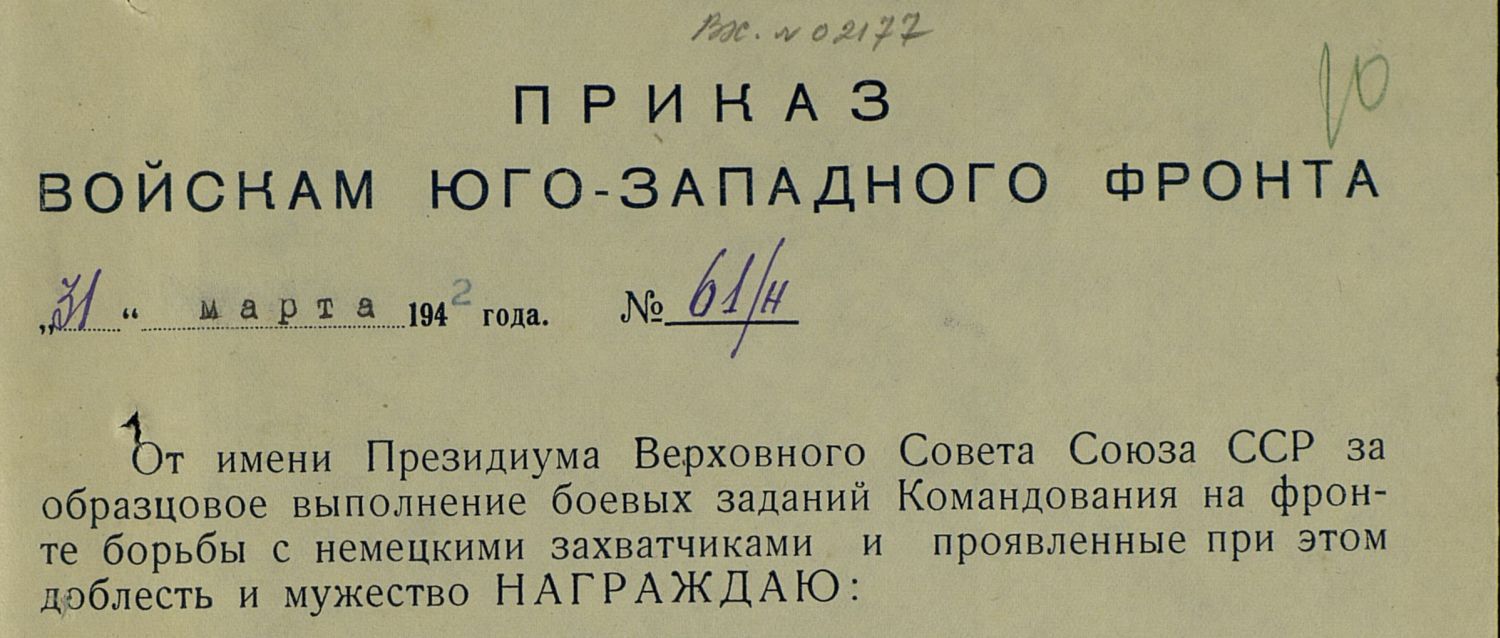 Вх. № 02177
10
ПРИКАЗ
ВОЙСКАМ ЮГО-ЗАПАДНОГО ФРОНТА
„31“ марта 1942 года. № 61/н
От имени Президиума Верховного Совета Союза ССР за
образцовое выполнение боевых заданий Командования на фрон-
те борьбы с немецкими захватчиками и проявленные при этом
доблесть и мужество НАГРАЖДАЮ: